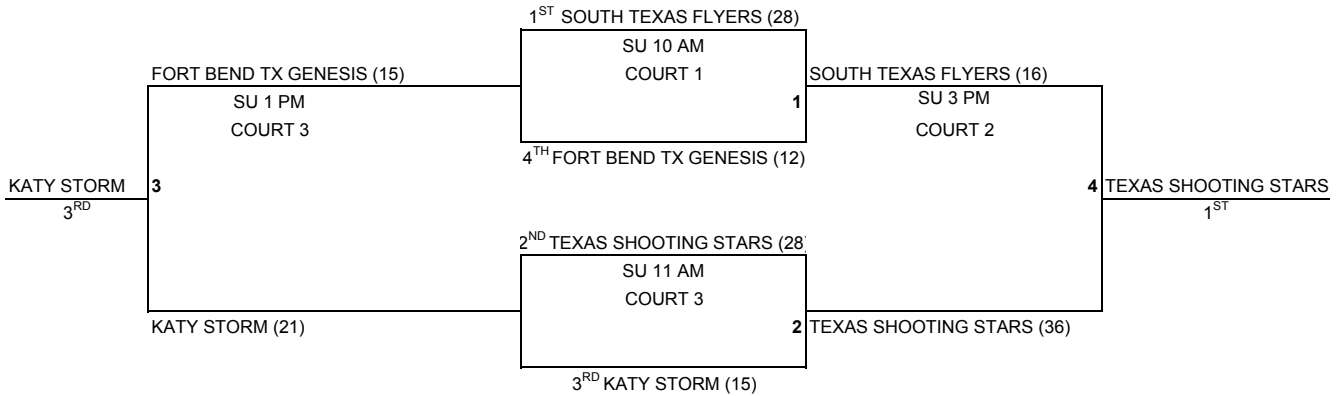 1ST SOUTH TEXAS FLYERS (28)
SU 10 AM
COURT 1
FORT BEND TX GENESIS (15)
SOUTH TEXAS FLYERS (16)
SU 1 PM
COURT 3
1
SU 3 PM
COURT 2
4TH FORT BEND TX GENESIS (12)
KATY STORM
3
3RD
4
TEXAS SHOOTING STARS
1ST
2ND TEXAS SHOOTING STARS (28)
SU 11 AM
COURT 3
KATY STORM (21)
2
TEXAS SHOOTING STARS (36)
3RD KATY STORM (15)